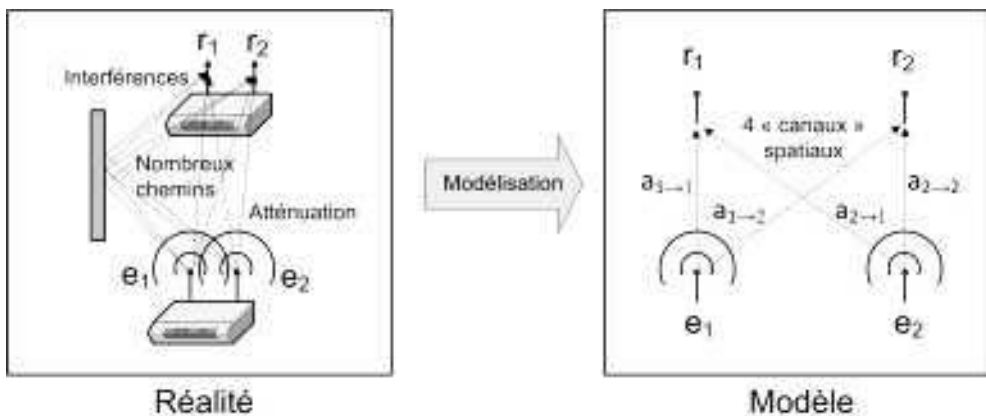 r₁ r₂
Interférences
Nombreux
chemins
Atténuation
e₁ e₂
Réalité
Modélisation
r₁ r₂
4 « canaux »
spatiaux
a₁→₁ a₂→₂
a₁→₂ a₂→₁
e₁ e₂
Modèle